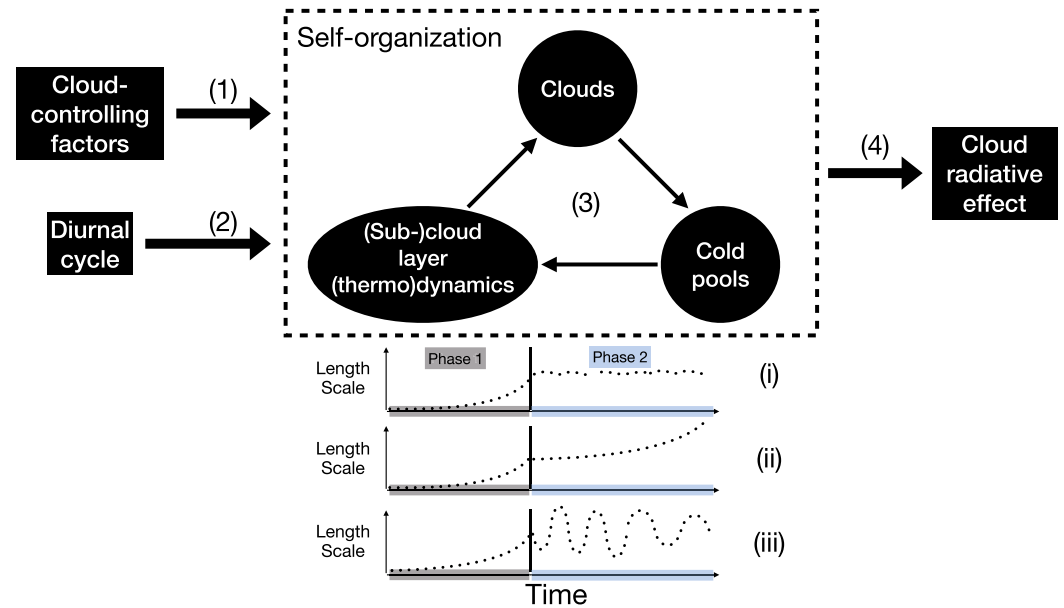 Self-organization
Cloud-
controlling
factors
(1)
Clouds
(4)
Cloud
radiative
effect
Diurnal
cycle
(2)
(3)
(Sub-)cloud
layer
(thermo)dynamics
Cold
pools
Phase 1
Phase 2
Length
Scale
(i)
Length
Scale
(ii)
Length
Scale
(iii)
Time